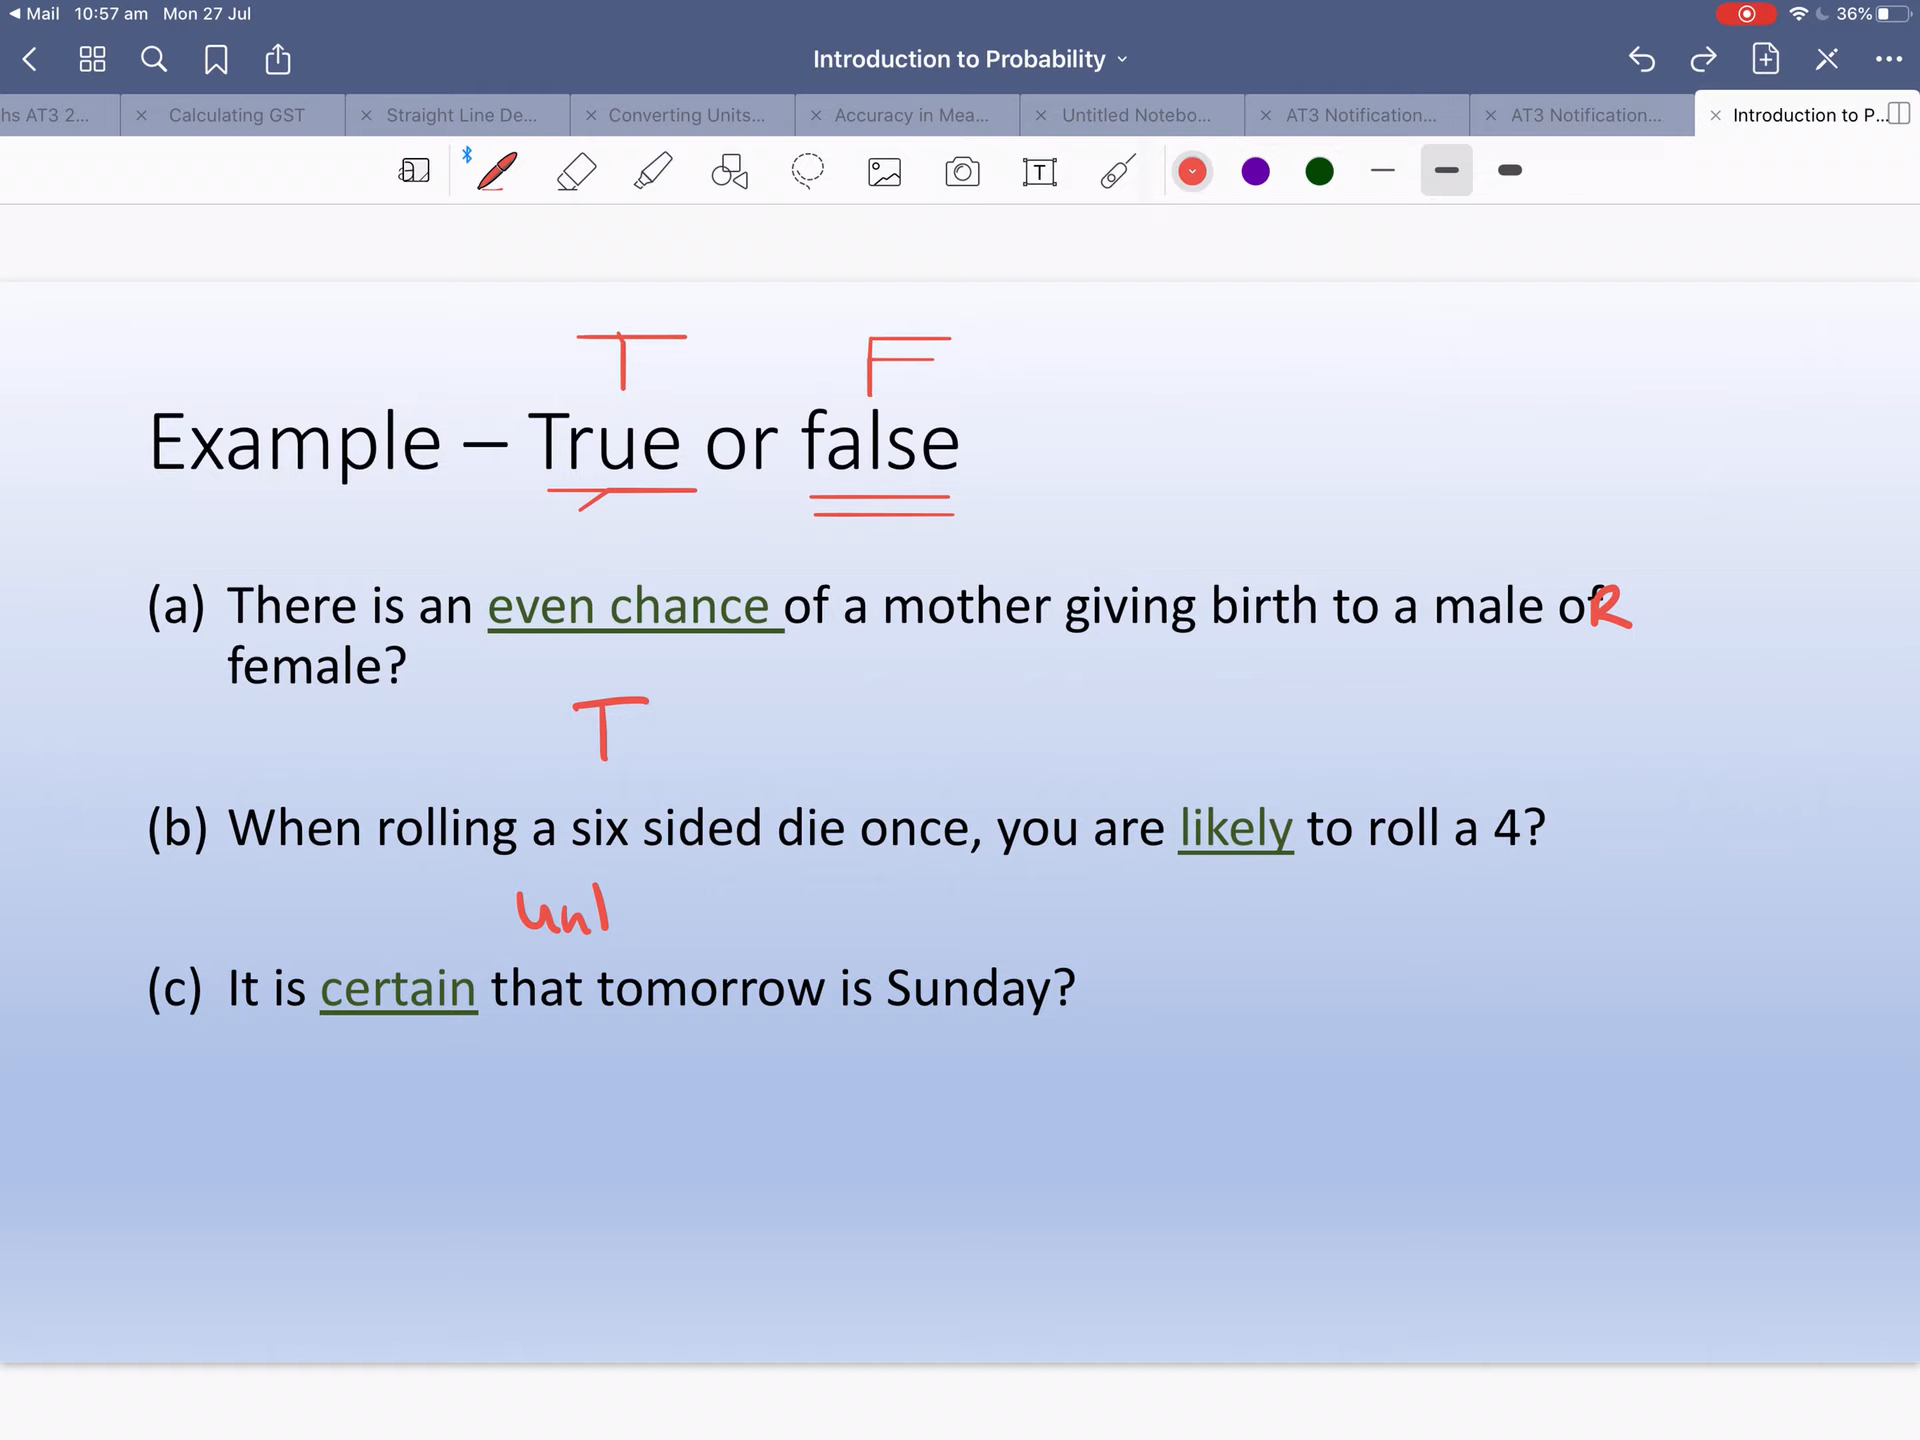 Mail 10:57 am Mon 27 Jul 36%
Introduction to Probability
hs AT3 2... Calculating GST Straight Line De... Converting Units... Accuracy in Mea... Untitled Notebo... AT3 Notification... AT3 Notification... Introduction to P...
T F
Example – True or false
(a) There is an even chance of a mother giving birth to a male oR
female?
T
(b) When rolling a six sided die once, you are likely to roll a 4?
unl
(c) It is certain that tomorrow is Sunday?